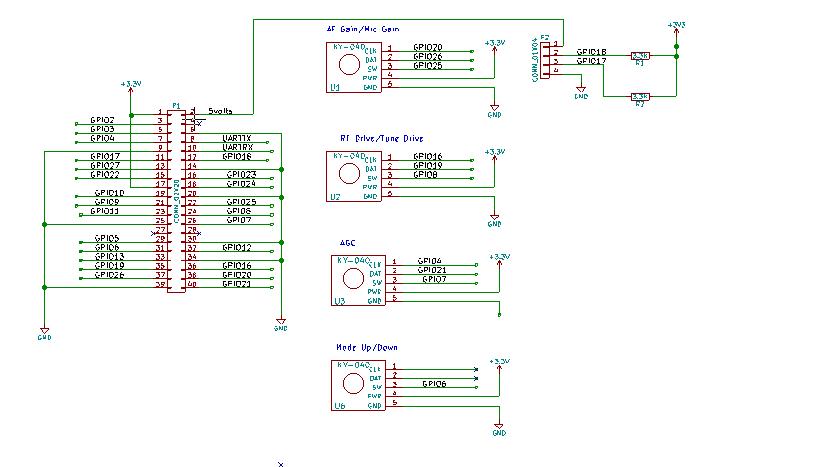 AF Gain/Mic Gain
KY-040
CLK 1 GPIO20
DAT 2 GPIO26
SW 3 GPIO25
PWR 4
GND 5
U1
+3.3V
GND
P2
CONN_01X04
1
2 GPIO18
3 GPIO17
4
GND
3.3K
R1
3.3K
+3V3
+3.3V
P1
CONN_02X20
5volts
1 2
GPIO2 3 4
GPIO3 5 6
GPIO4 7 8 UARTTX
9 10 UARTRX
GPIO17 11 12 GPIO18
GPIO27 13 14
GPIO22 15 16 GPIO23
17 18 GPIO24
GPIO10 19 20
GPIO9 21 22 GPIO25
GPIO11 23 24 GPIO8
25 26 GPIO7
27 28
GPIO5 29 30
GPIO6 31 32 GPIO12
GPIO13 33 34
GPIO19 35 36 GPIO16
GPIO26 37 38 GPIO20
39 40 GPIO21
GND
GND
RF Drive/Tune Drive
KY-040
CLK 1 GPIO16
DAT 2 GPIO19
SW 3 GPIO8
PWR 4
GND 5
U2
+3.3V
GND
AGC
KY-040
CLK 1 GPIO4
DAT 2 GPIO21
SW 3 GPIO7
PWR 4
GND 5
U3
+3.3V
Mode Up/Down
KY-040
CLK 1
DAT 2
SW 3 GPIO6
PWR 4
GND 5
U6
+3.3V
GND